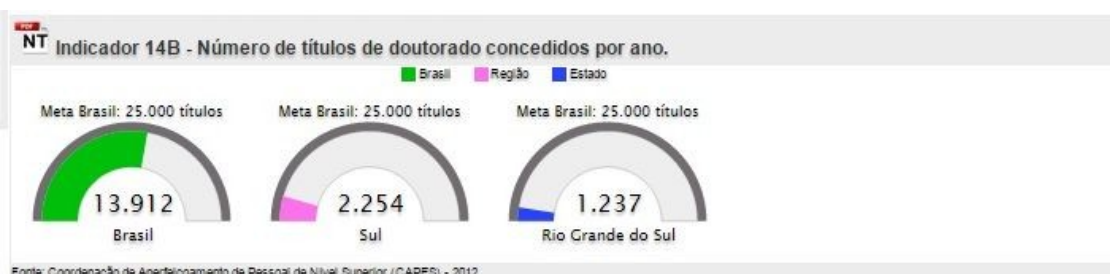 PDF
NT Indicador 14B - Número de títulos de doutorado concedidos por ano.
Brasil Região Estado
Meta Brasil: 25.000 títulos Meta Brasil: 25.000 títulos Meta Brasil: 25.000 títulos
13.912 2.254 1.237
Brasil Sul Rio Grande do Sul
Fonte: Coordenação de Aperfeiçoamento de Pessoal de Nível Superior (CAPES) - 2012